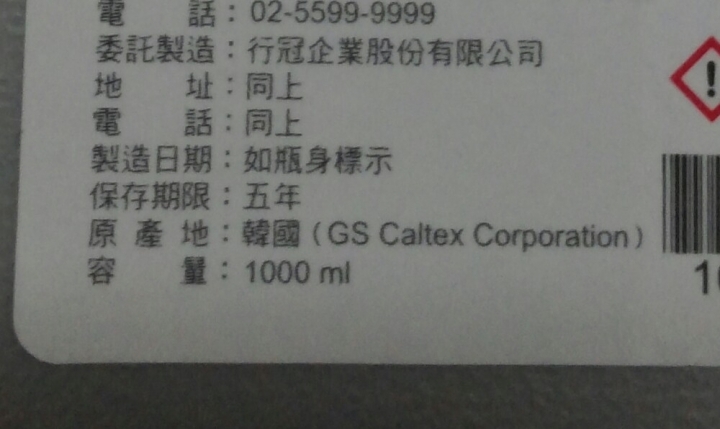 電 話：02-5599-9999
委託製造：行冠企業股份有限公司
地 址：同上
電 話：同上
製造日期：如瓶身標示
保存期限：五年
原 產 地：韓國（GS Caltex Corporation）
容 量：1000 ml
!